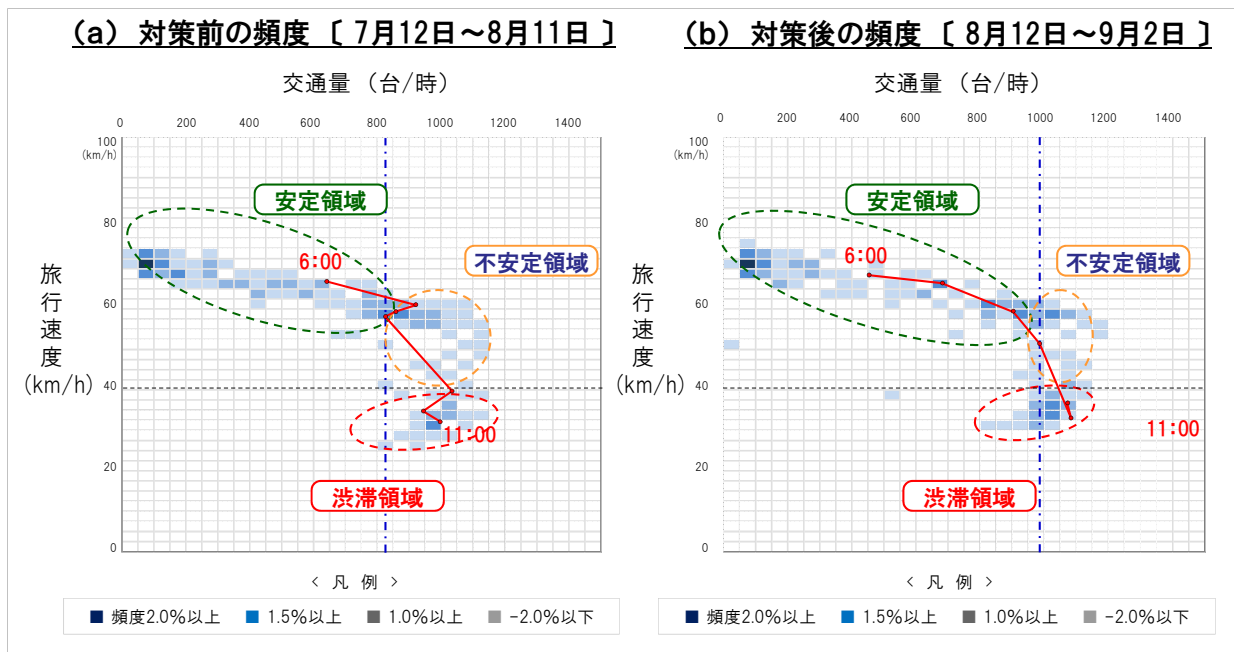 (a) 対策前の頻度〔 7月12日～8月11日 〕
交通量 （台/時）
0 200 400 600 800 1000 1200 1400
100
(km/h)
80
60
40
20
0
旅行速度
(km/h)
安定領域
6:00
不安定領域
11:00
渋滞領域
< 凡 例 >
頻度2.0%以上 1.5%以上 1.0%以上 -2.0%以下
(b) 対策後の頻度〔 8月12日～9月2日 〕
交通量 （台/時）
0 200 400 600 800 1000 1200 1400
100
(km/h)
80
60
40
20
0
旅行速度
(km/h)
安定領域
6:00
不安定領域
11:00
渋滞領域
< 凡 例 >
頻度2.0%以上 1.5%以上 1.0%以上 -2.0%以下